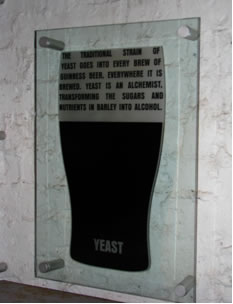 THE TRADITIONAL STRAIN OF
YEAST GOES INTO EVERY BREW OF
GUINNESS BEER, EVERYWHERE IT IS
BREWED. YEAST IS AN ALCHEMIST,
TRANSFORMING THE SUGARS AND
NUTRIENTS IN BARLEY INTO ALCOHOL.
YEAST